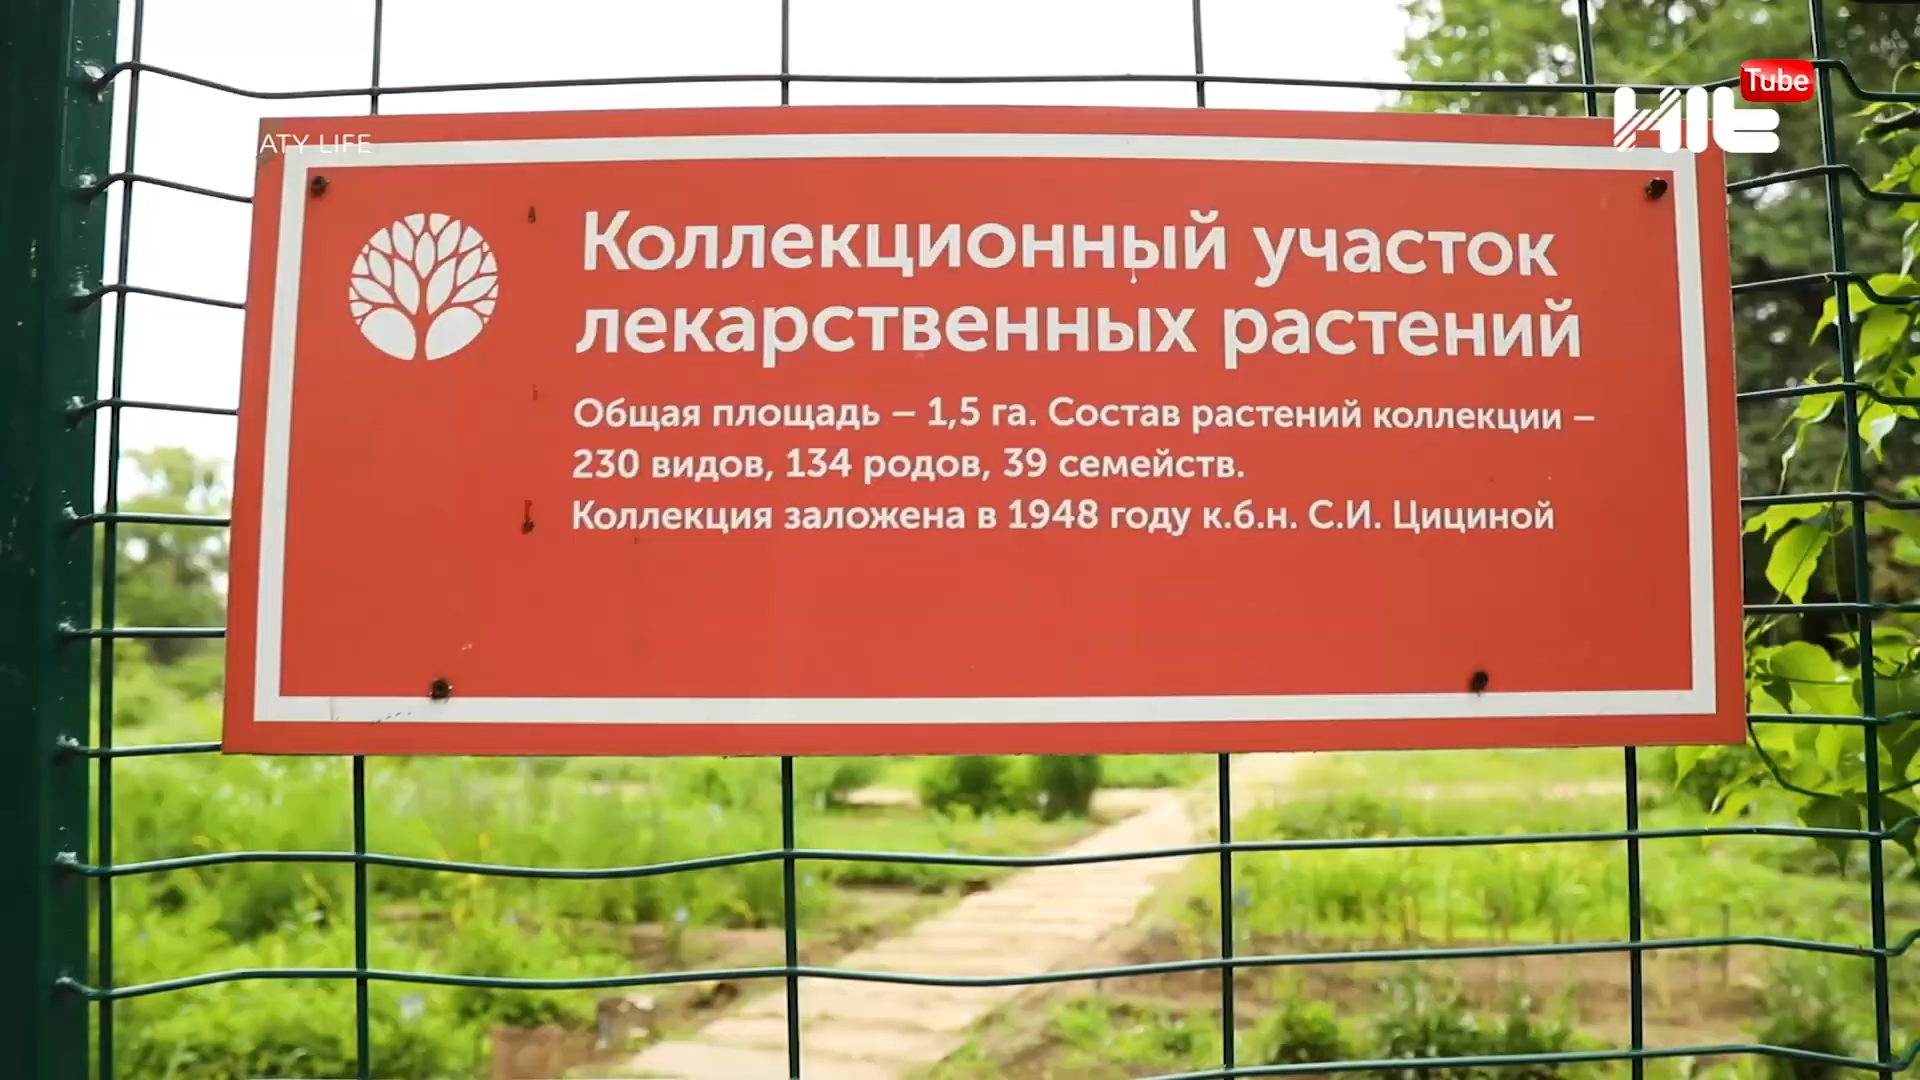 Tube
HIt
ATY LIFE
Коллекционный участок
лекарственных растений
Общая площадь – 1,5 га. Состав растений коллекции –
230 видов, 134 родов, 39 семейств.
Коллекция заложена в 1948 году к.б.н. С.И. Цициной